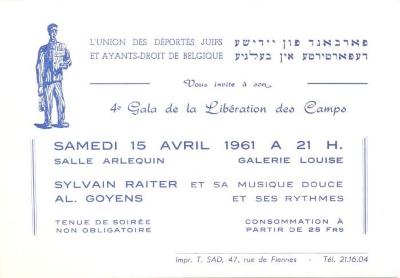 L'UNION DES DÉPORTÉS JUIFS
ET AYANTS-DROIT DE BELGIQUE
פארבאנד פון יידישע
דעפארטירטע אין בעלגיע
Vous invite à son
4e Gala de la Libération des Camps
SAMEDI 15 AVRIL 1961 A 21 H.
SALLE ARLEQUIN GALERIE LOUISE
SYLVAIN RAITER ET SA MUSIQUE DOUCE
AL. GOYENS ET SES RYTHMES
TENUE DE SOIRÉE
NON OBLIGATOIRE
CONSOMMATION À
PARTIR DE 25 FRS
Impr. T. SAD, 47, rue de Fiennes - Tél. 21.16.04